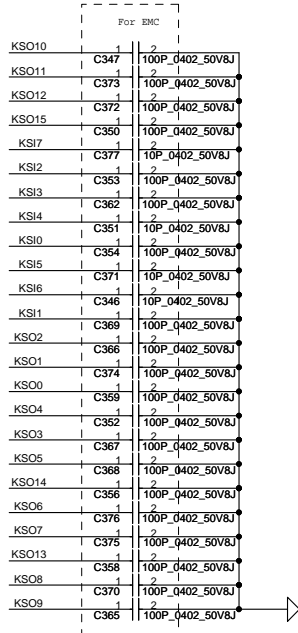 For EMC
KSO10 1 2
C347 100P_0402_50V8J
KSO11 1 2
C373 100P_0402_50V8J
KSO12 1 2
C372 100P_0402_50V8J
KSO15 1 2
C350 100P_0402_50V8J
KSI7 1 2
C377 10P_0402_50V8J
KSI2 1 2
C353 100P_0402_50V8J
KSI3 1 2
C362 100P_0402_50V8J
KSI4 1 2
C351 10P_0402_50V8J
KSI0 1 2
C354 100P_0402_50V8J
KSI5 1 2
C371 10P_0402_50V8J
KSI6 1 2
C346 10P_0402_50V8J
KSI1 1 2
C369 100P_0402_50V8J
KSO2 1 2
C366 100P_0402_50V8J
KSO1 1 2
C374 100P_0402_50V8J
KSO0 1 2
C359 100P_0402_50V8J
KSO4 1 2
C352 100P_0402_50V8J
KSO3 1 2
C367 100P_0402_50V8J
KSO5 1 2
C368 100P_0402_50V8J
KSO14 1 2
C356 100P_0402_50V8J
KSO6 1 2
C376 100P_0402_50V8J
KSO7 1 2
C375 100P_0402_50V8J
KSO13 1 2
C358 100P_0402_50V8J
KSO8 1 2
C370 100P_0402_50V8J
KSO9 1 2
C365 100P_0402_50V8J